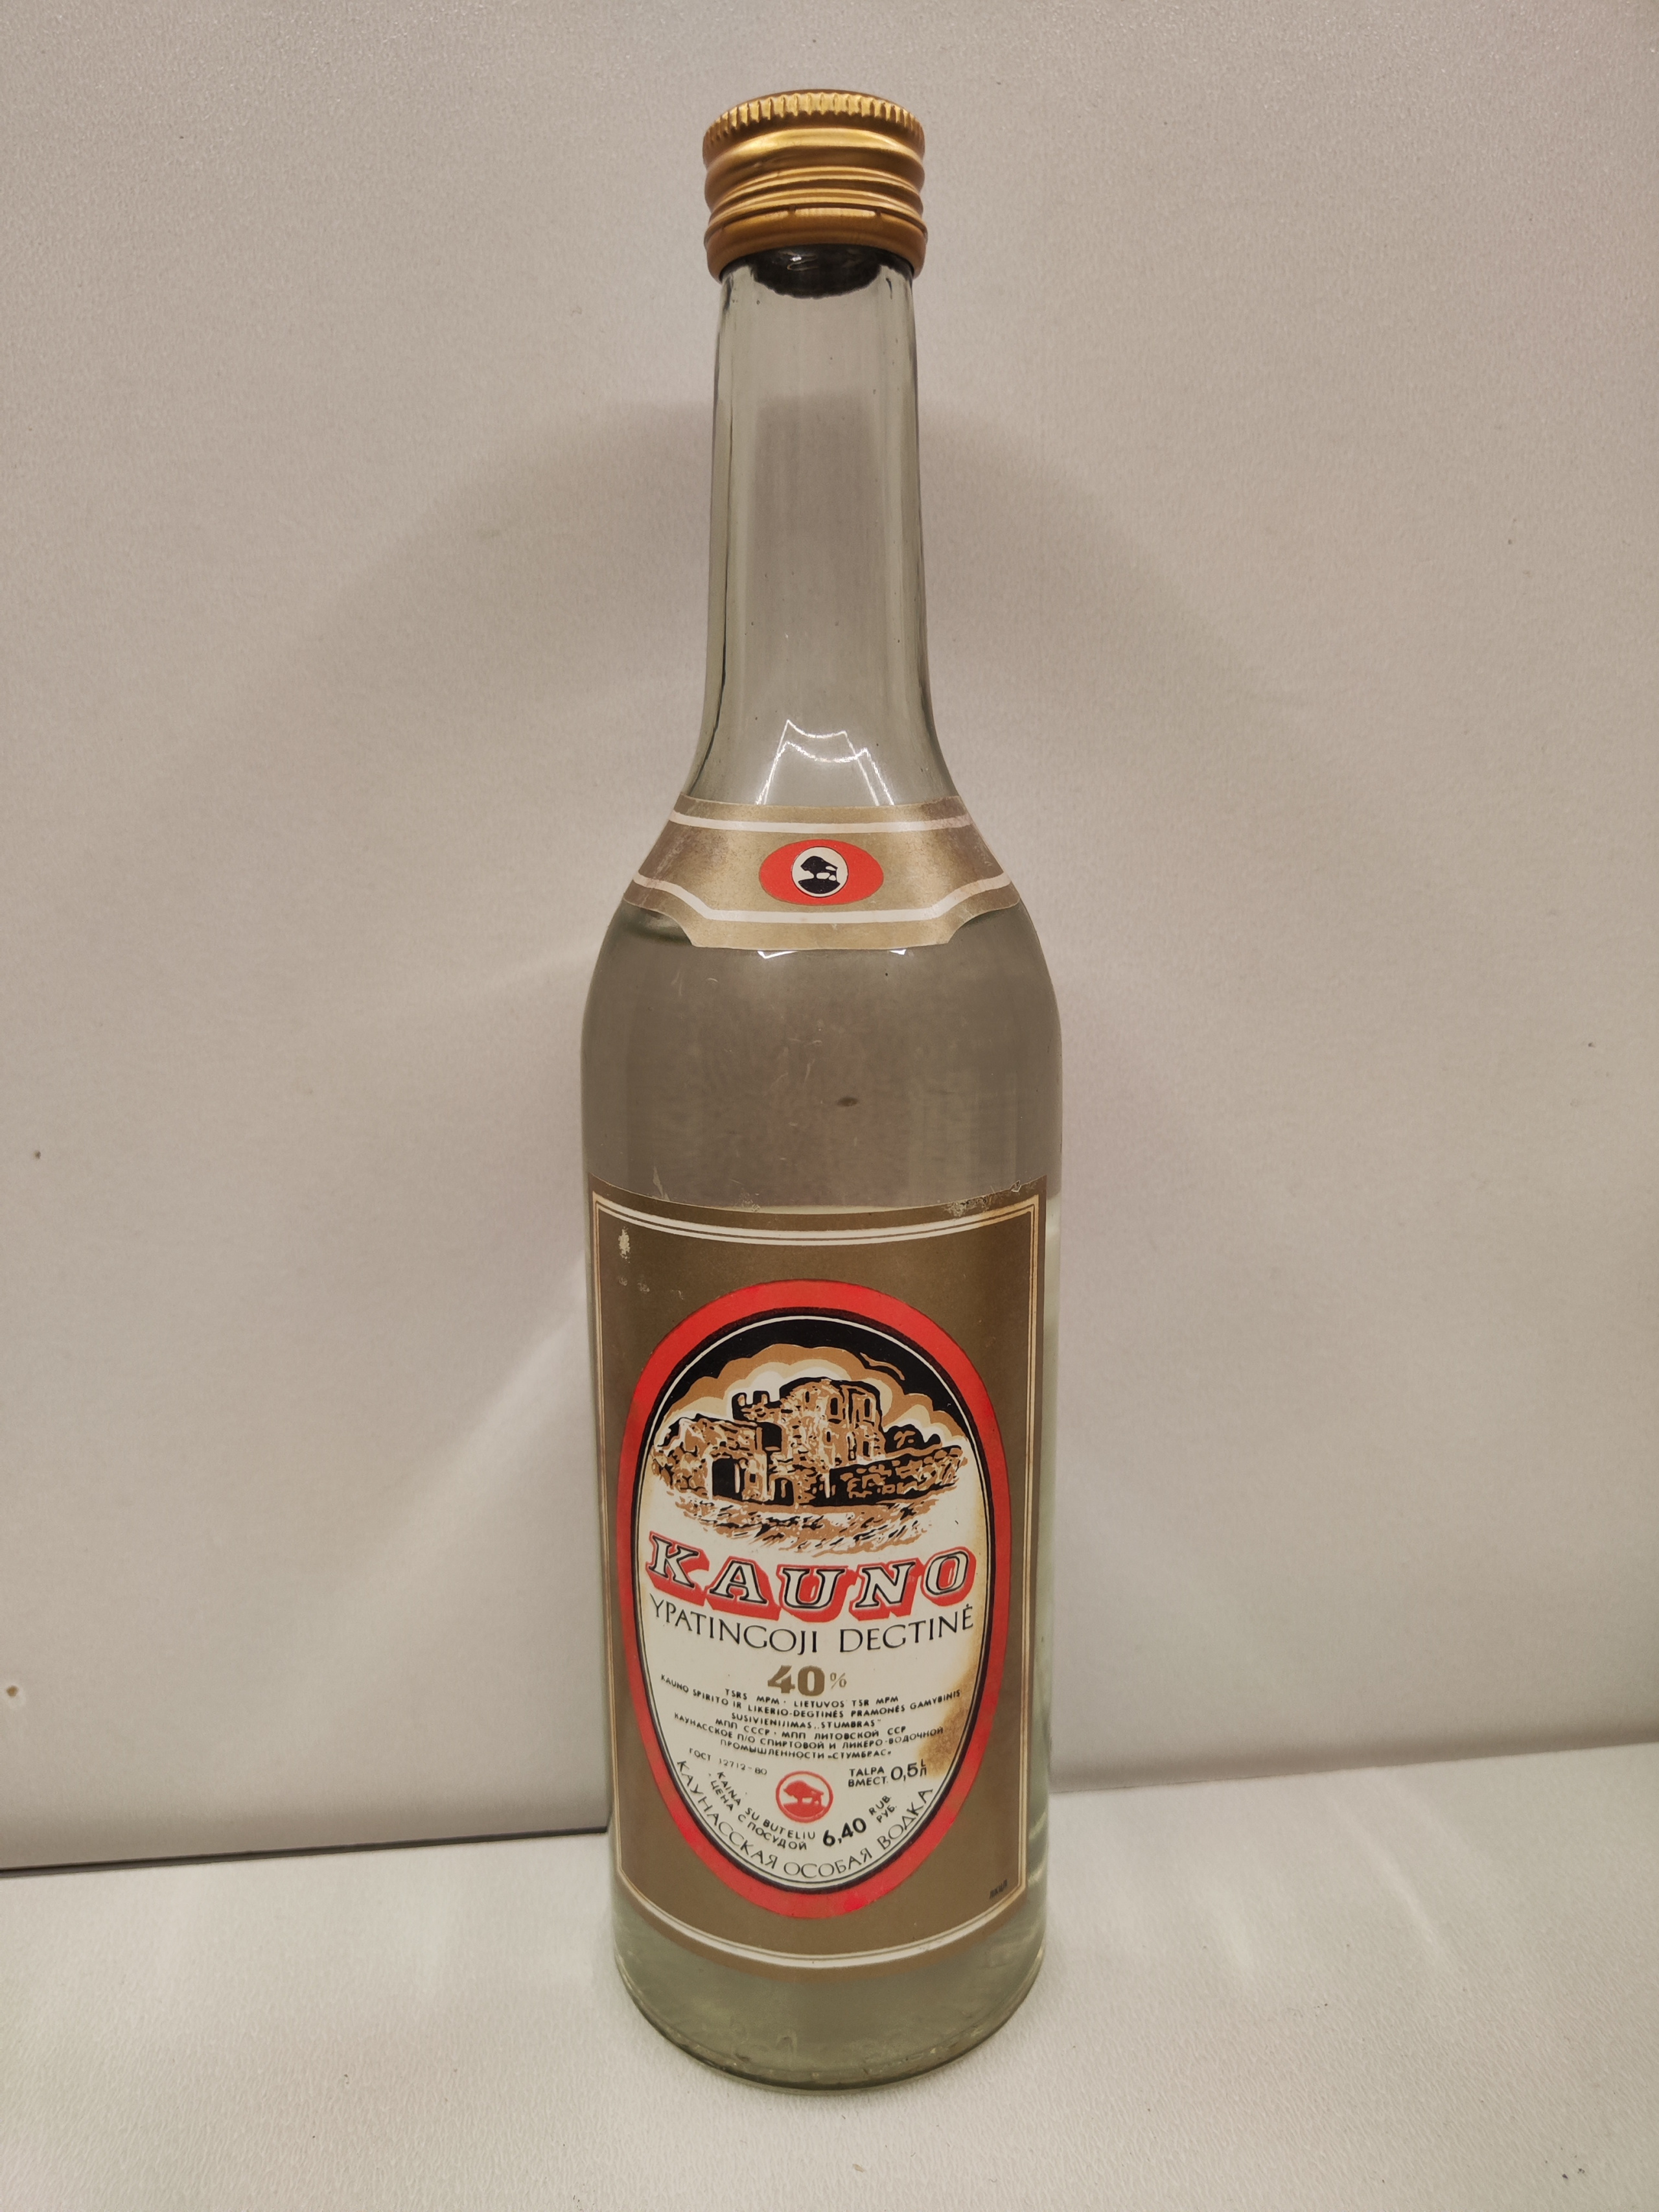 KAUNO
YPATINGOJI DEGTINĖ
40%
TSRS MPM · LIETUVOS TSR MPM
KAUNO SPIRITO IR LIKERIO-DEGTINĖS PRAMONĖS GAMYBINIS
SUSIVIENIJIMAS „STUMBRAS"
МПП СССР · МПП ЛИТОВСКОЙ ССР
КАУНАССКОЕ П/О СПИРТОВОЙ И ЛИКЕРО-ВОДОЧНОЙ
ПРОМЫШЛЕННОСТИ «СТУМБРАС»
ГОСТ 12712-80
TALPA
ВМЕСТ. 0,5 L
Л
KAINA SU BUTELIU
ЦЕНА С ПОСУДОЙ
6,40
RUB.
РУБ.
КАУНАССКАЯ ОСОБАЯ ВОДКА